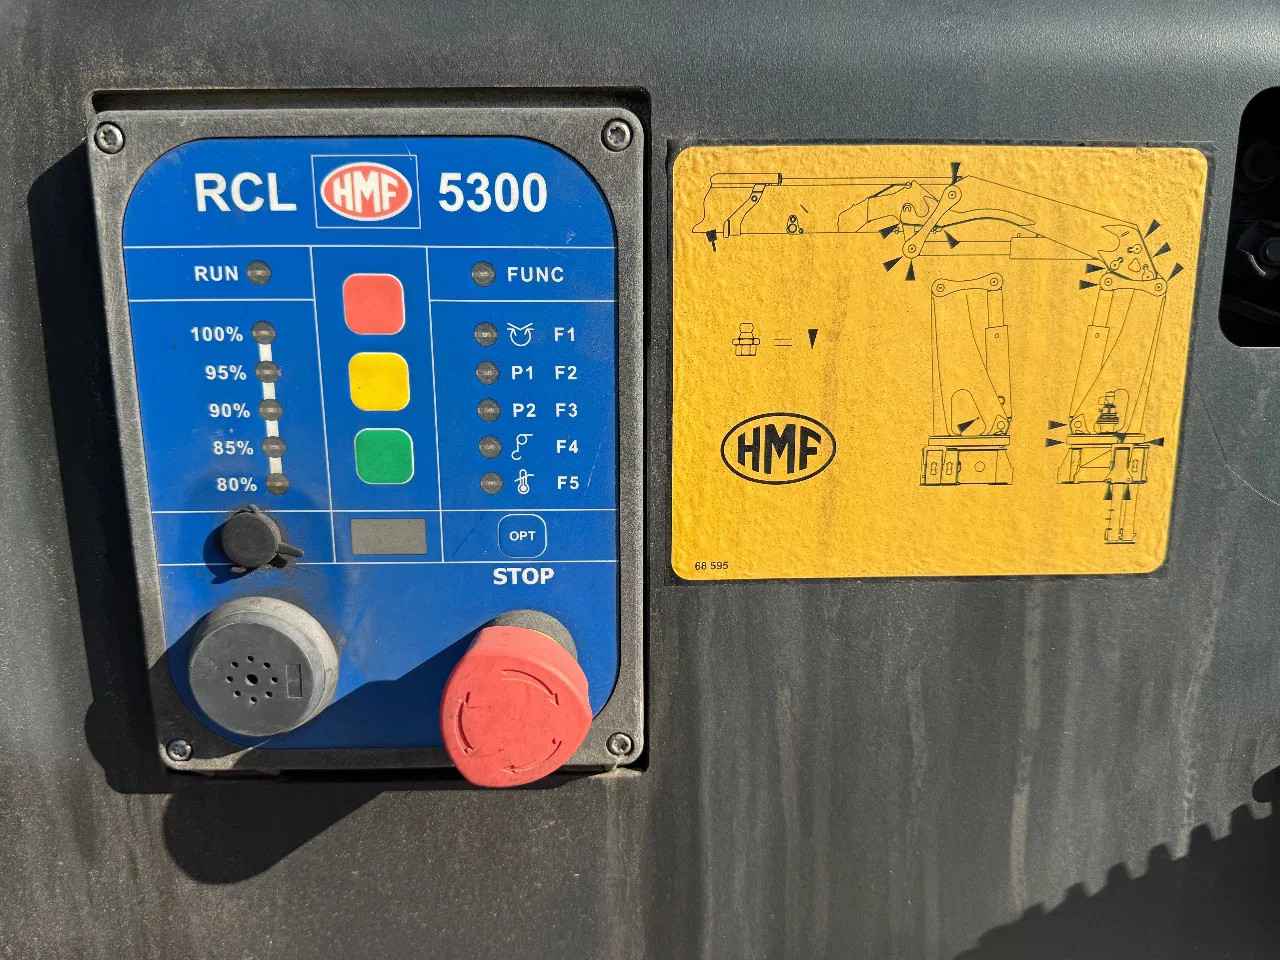 RCL HMF 5300
RUN
FUNC
100%
95%
90%
85%
80%
F1
P1 F2
P2 F3
F4
F5
OPT
STOP
HMF
68 595